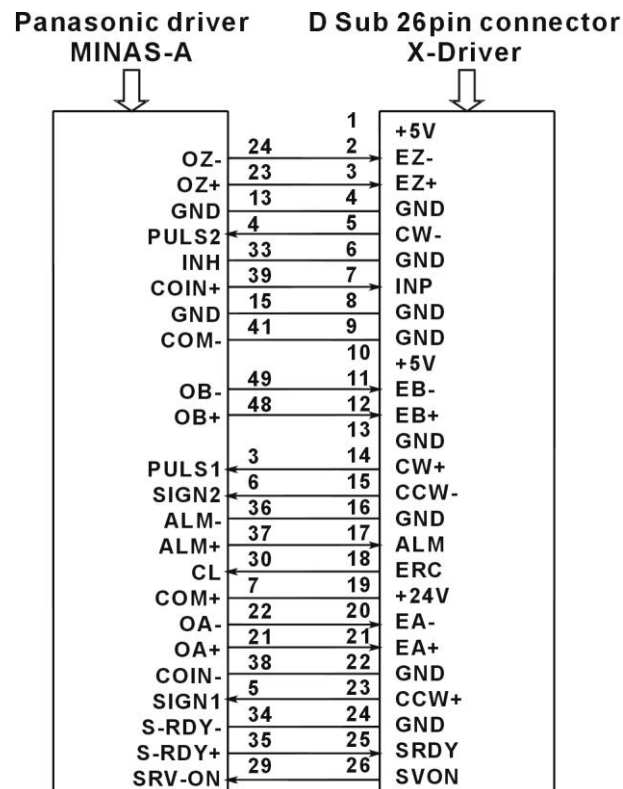 Panasonic driver D Sub 26pin connector
MINAS-A X-Driver
1 +5V
OZ- 24 2 EZ-
OZ+ 23 3 EZ+
GND 13 4 GND
PULS2 4 5 CW-
INH 33 6 GND
COIN+ 39 7 INP
GND 15 8 GND
COM- 41 9 GND
10 +5V
OB- 49 11 EB-
OB+ 48 12 EB+
13 GND
PULS1 3 14 CW+
SIGN2 6 15 CCW-
ALM- 36 16 GND
ALM+ 37 17 ALM
CL 30 18 ERC
COM+ 7 19 +24V
OA- 22 20 EA-
OA+ 21 21 EA+
COIN- 38 22 GND
SIGN1 5 23 CCW+
S-RDY- 34 24 GND
S-RDY+ 35 25 SRDY
SRV-ON 29 26 SVON